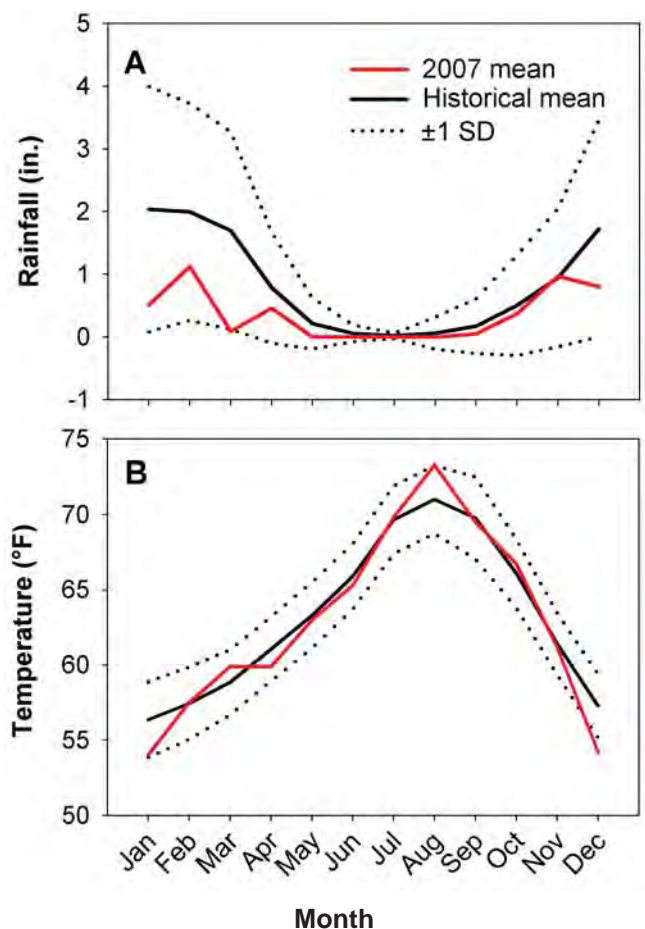 A
2007 mean
Historical mean
±1 SD
Rainfall (in.)
5
4
3
2
1
0
-1
B
Temperature (°F)
75
70
65
60
55
50
Jan Feb Mar Apr May Jun Jul Aug Sep Oct Nov Dec
Month